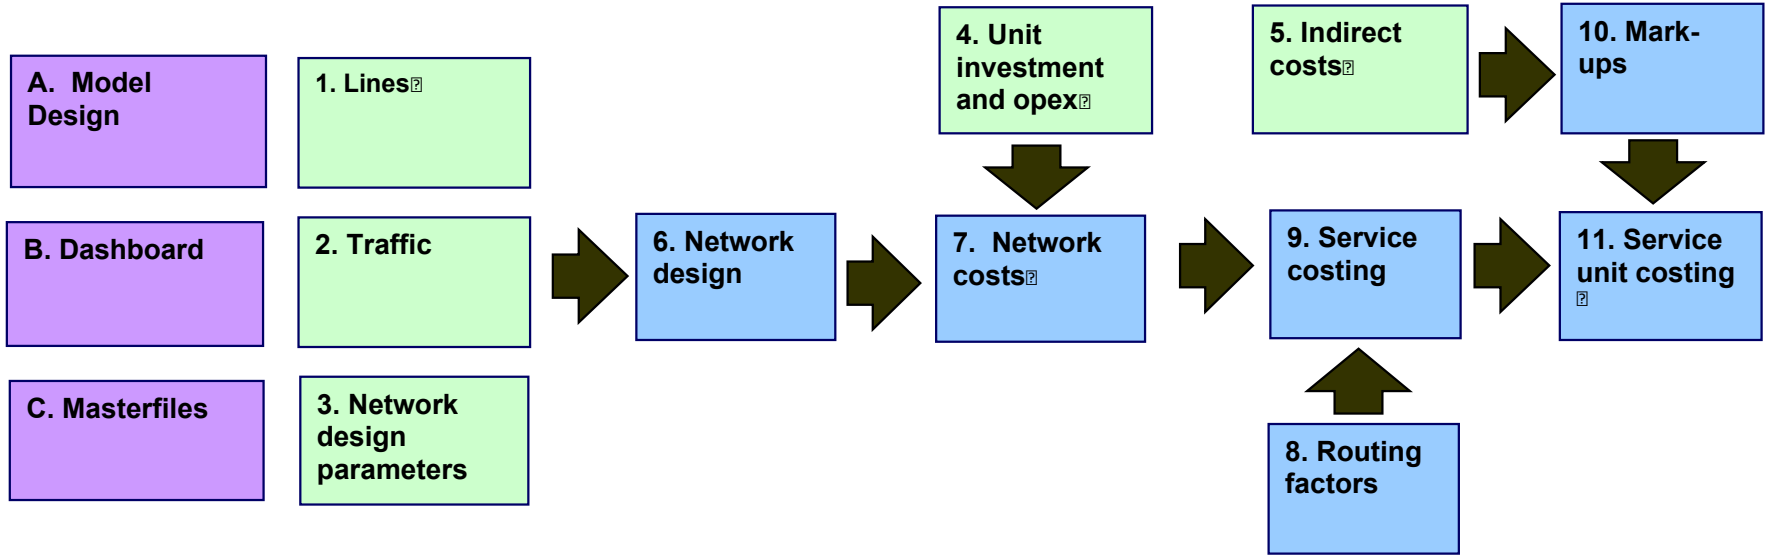 A. Model
Design
1. Lines
4. Unit
investment
and opex
5. Indirect
costs
10. Mark-
ups
B. Dashboard
2. Traffic
6. Network
design
7. Network
costs
9. Service
costing
11. Service
unit costing
C. Masterfiles
3. Network
design
parameters
8. Routing
factors